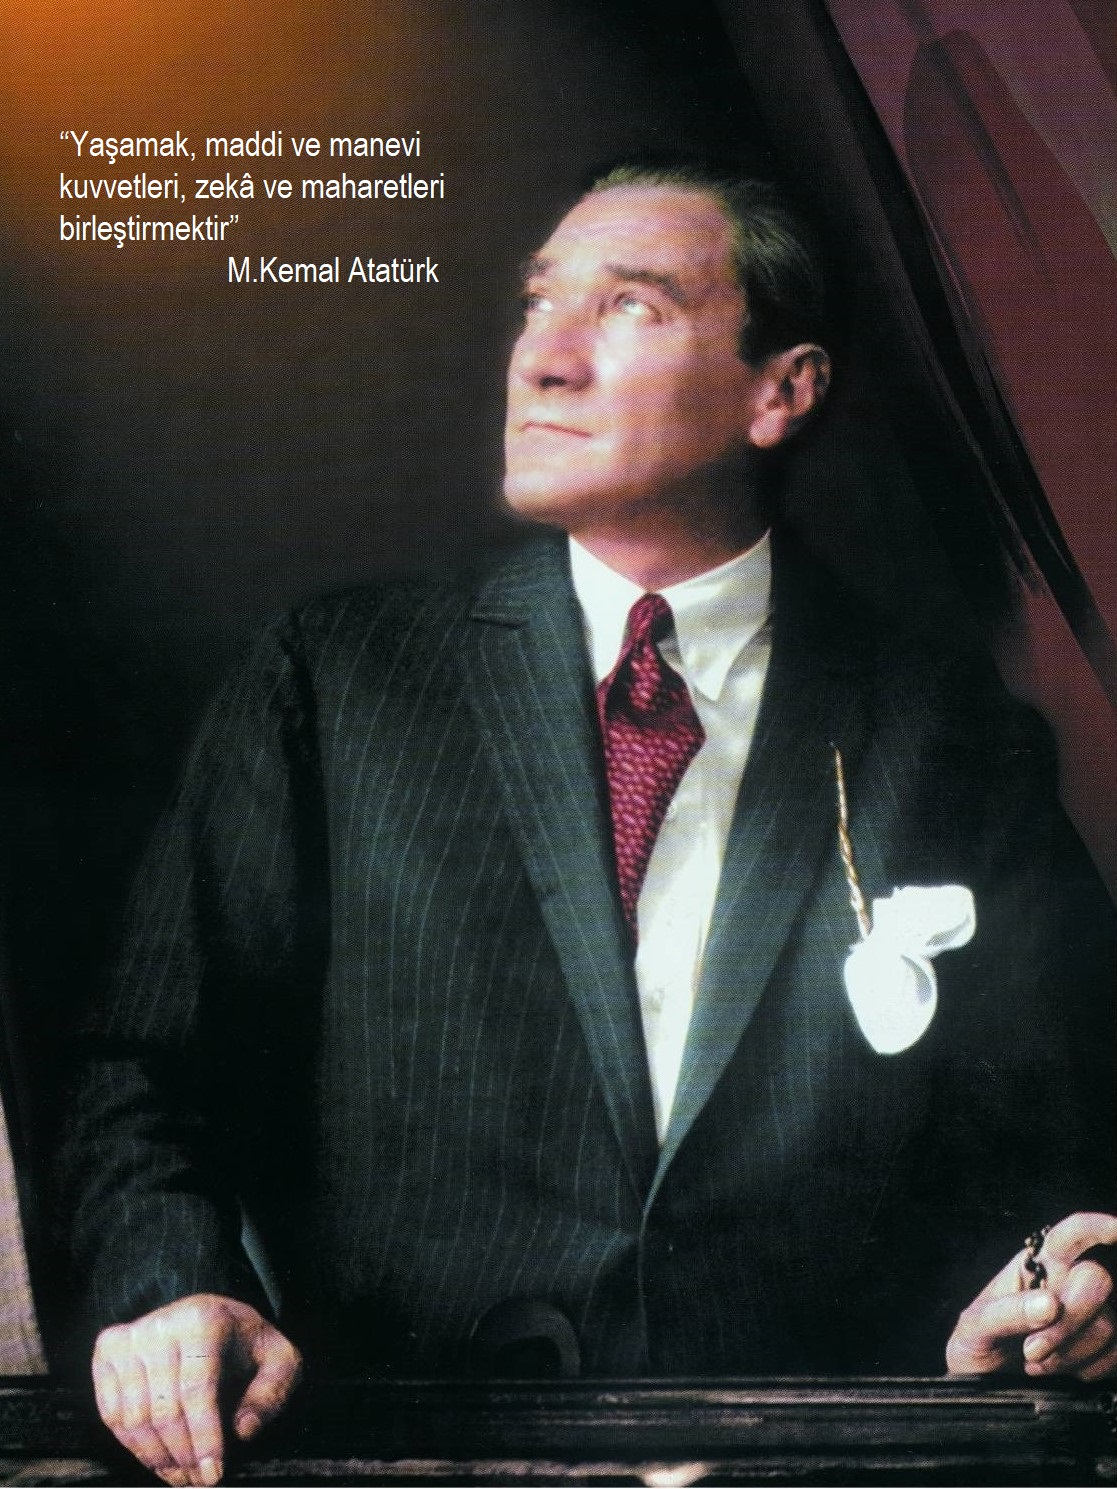 “Yaşamak, maddi ve manevi
kuvvetleri, zekâ ve maharetleri
birleştirmektir”
M.Kemal Atatürk